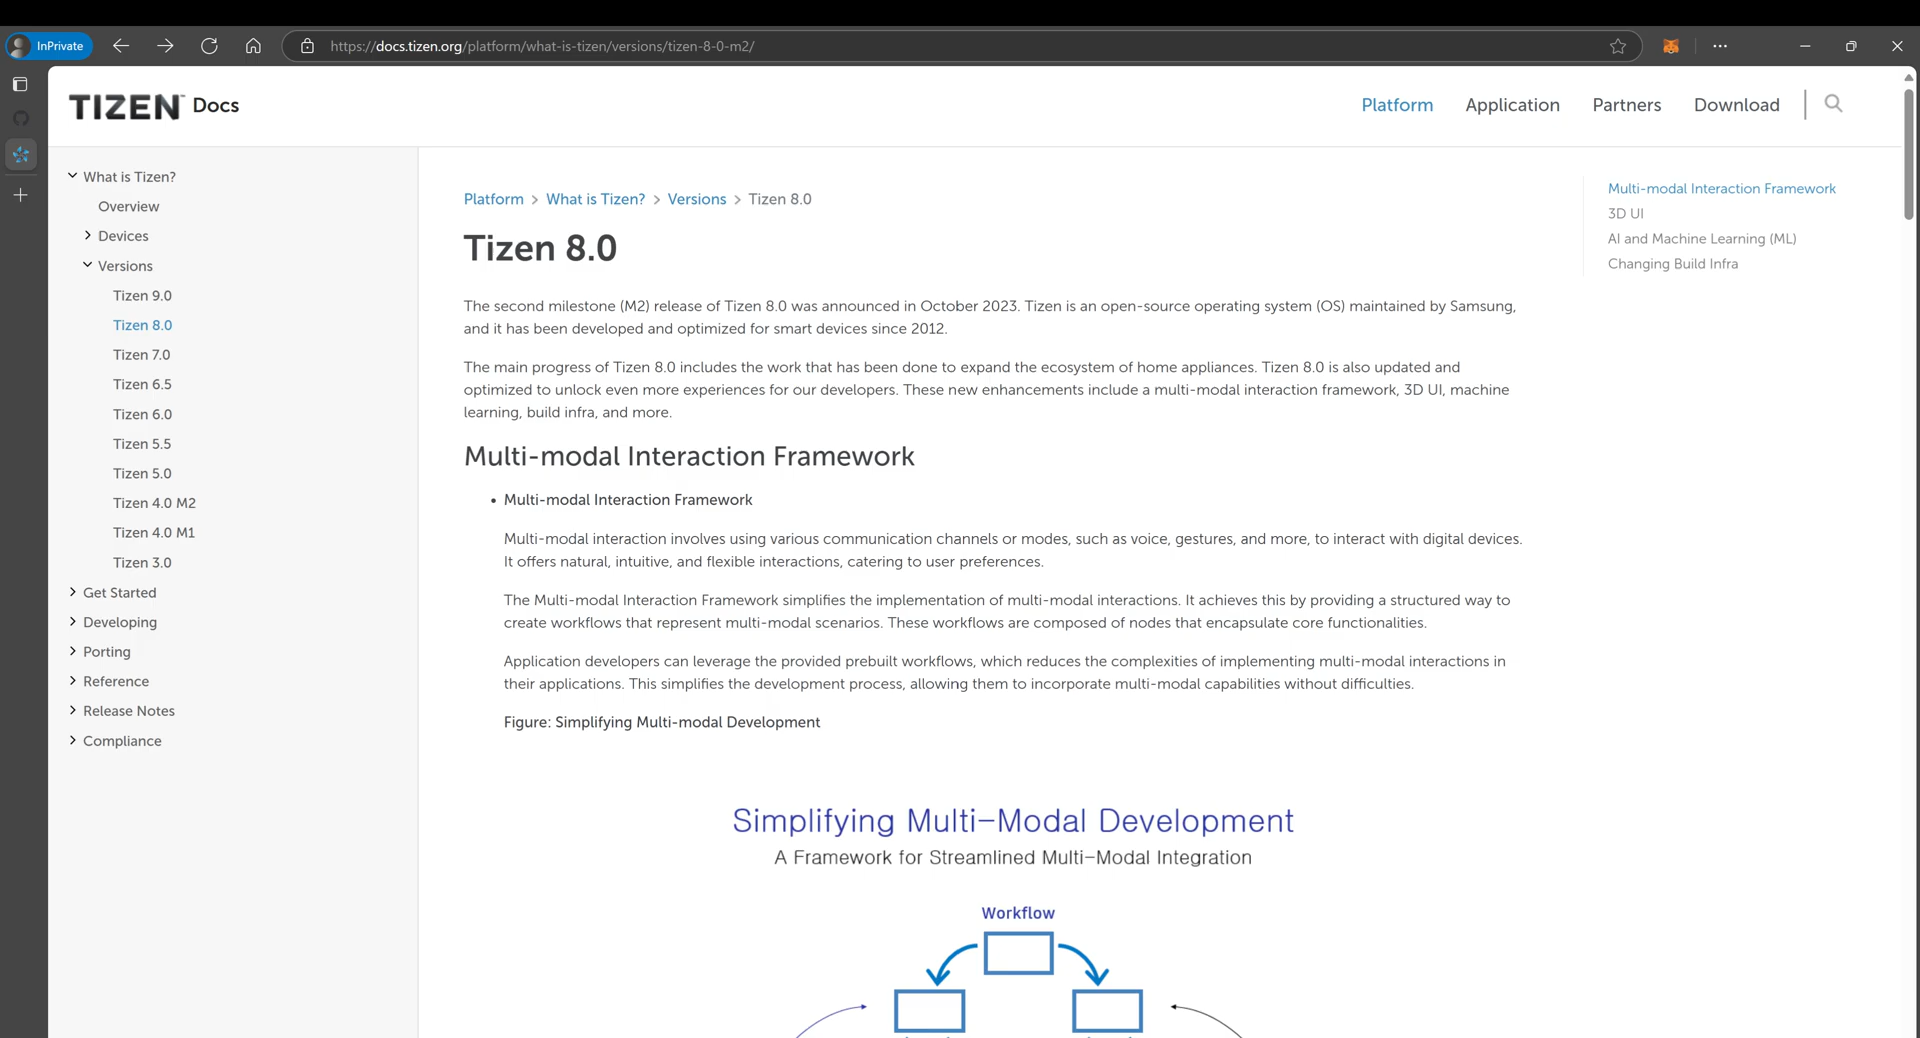 InPrivate
https://docs.tizen.org/platform/what-is-tizen/versions/tizen-8-0-m2/
TIZEN™ Docs
Platform
Application
Partners
Download
What is Tizen?
Overview
Devices
Versions
Tizen 9.0
Tizen 8.0
Tizen 7.0
Tizen 6.5
Tizen 6.0
Tizen 5.5
Tizen 5.0
Tizen 4.0 M2
Tizen 4.0 M1
Tizen 3.0
Get Started
Developing
Porting
Reference
Release Notes
Compliance
Platform > What is Tizen? > Versions > Tizen 8.0
Tizen 8.0
The second milestone (M2) release of Tizen 8.0 was announced in October 2023. Tizen is an open-source operating system (OS) maintained by Samsung,
and it has been developed and optimized for smart devices since 2012.
The main progress of Tizen 8.0 includes the work that has been done to expand the ecosystem of home appliances. Tizen 8.0 is also updated and
optimized to unlock even more experiences for our developers. These new enhancements include a multi-modal interaction framework, 3D UI, machine
learning, build infra, and more.
Multi-modal Interaction Framework
• Multi-modal Interaction Framework
Multi-modal interaction involves using various communication channels or modes, such as voice, gestures, and more, to interact with digital devices.
It offers natural, intuitive, and flexible interactions, catering to user preferences.
The Multi-modal Interaction Framework simplifies the implementation of multi-modal interactions. It achieves this by providing a structured way to
create workflows that represent multi-modal scenarios. These workflows are composed of nodes that encapsulate core functionalities.
Application developers can leverage the provided prebuilt workflows, which reduces the complexities of implementing multi-modal interactions in
their applications. This simplifies the development process, allowing them to incorporate multi-modal capabilities without difficulties.
Figure: Simplifying Multi-modal Development
Simplifying Multi-Modal Development
A Framework for Streamlined Multi-Modal Integration
Workflow
Multi-modal Interaction Framework
3D UI
AI and Machine Learning (ML)
Changing Build Infra